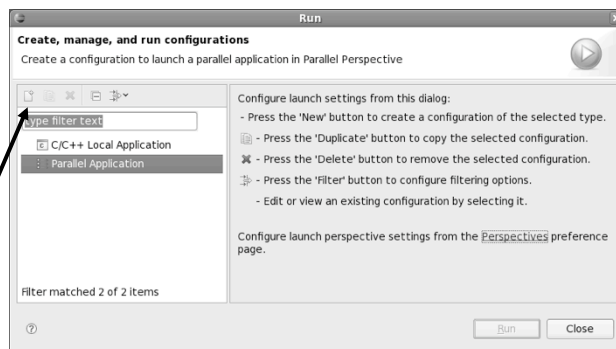 Run
Create, manage, and run configurations
Create a configuration to launch a parallel application in Parallel Perspective
type filter text
C/C++ Local Application
Parallel Application
Filter matched 2 of 2 items
Configure launch settings from this dialog:
- Press the 'New' button to create a configuration of the selected type.
- Press the 'Duplicate' button to copy the selected configuration.
- Press the 'Delete' button to remove the selected configuration.
- Press the 'Filter' button to configure filtering options.
- Edit or view an existing configuration by selecting it.
Configure launch perspective settings from the Perspectives preference
page.
Run
Close